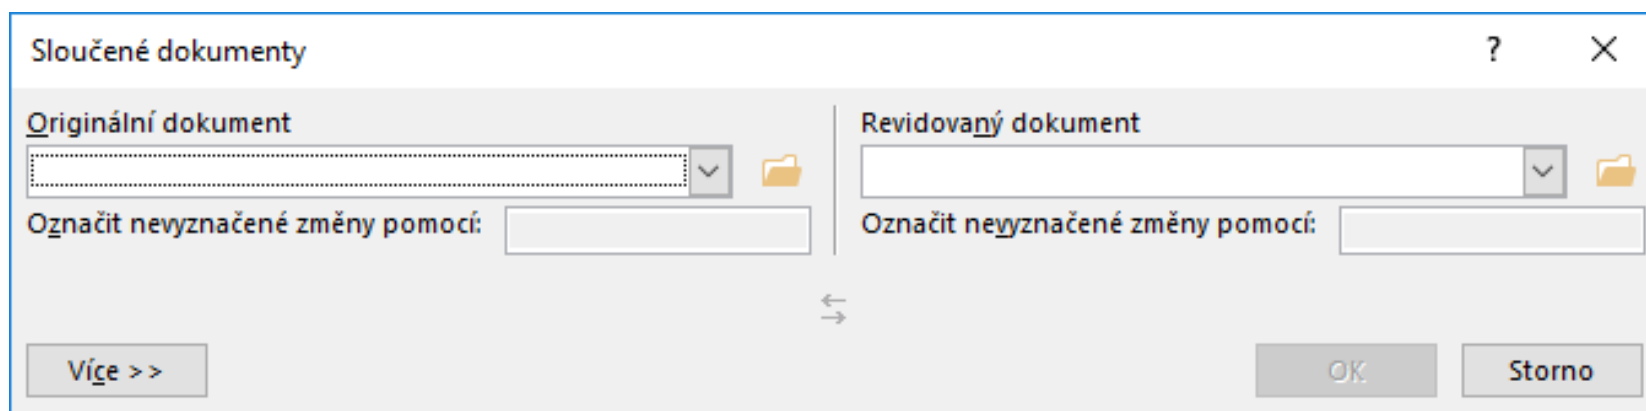 Sloučené dokumenty ?
Originální dokument
Označit nevyznačené změny pomocí:
Revidovaný dokument
Označit nevyznačené změny pomocí:
Více >>
OK
Storno